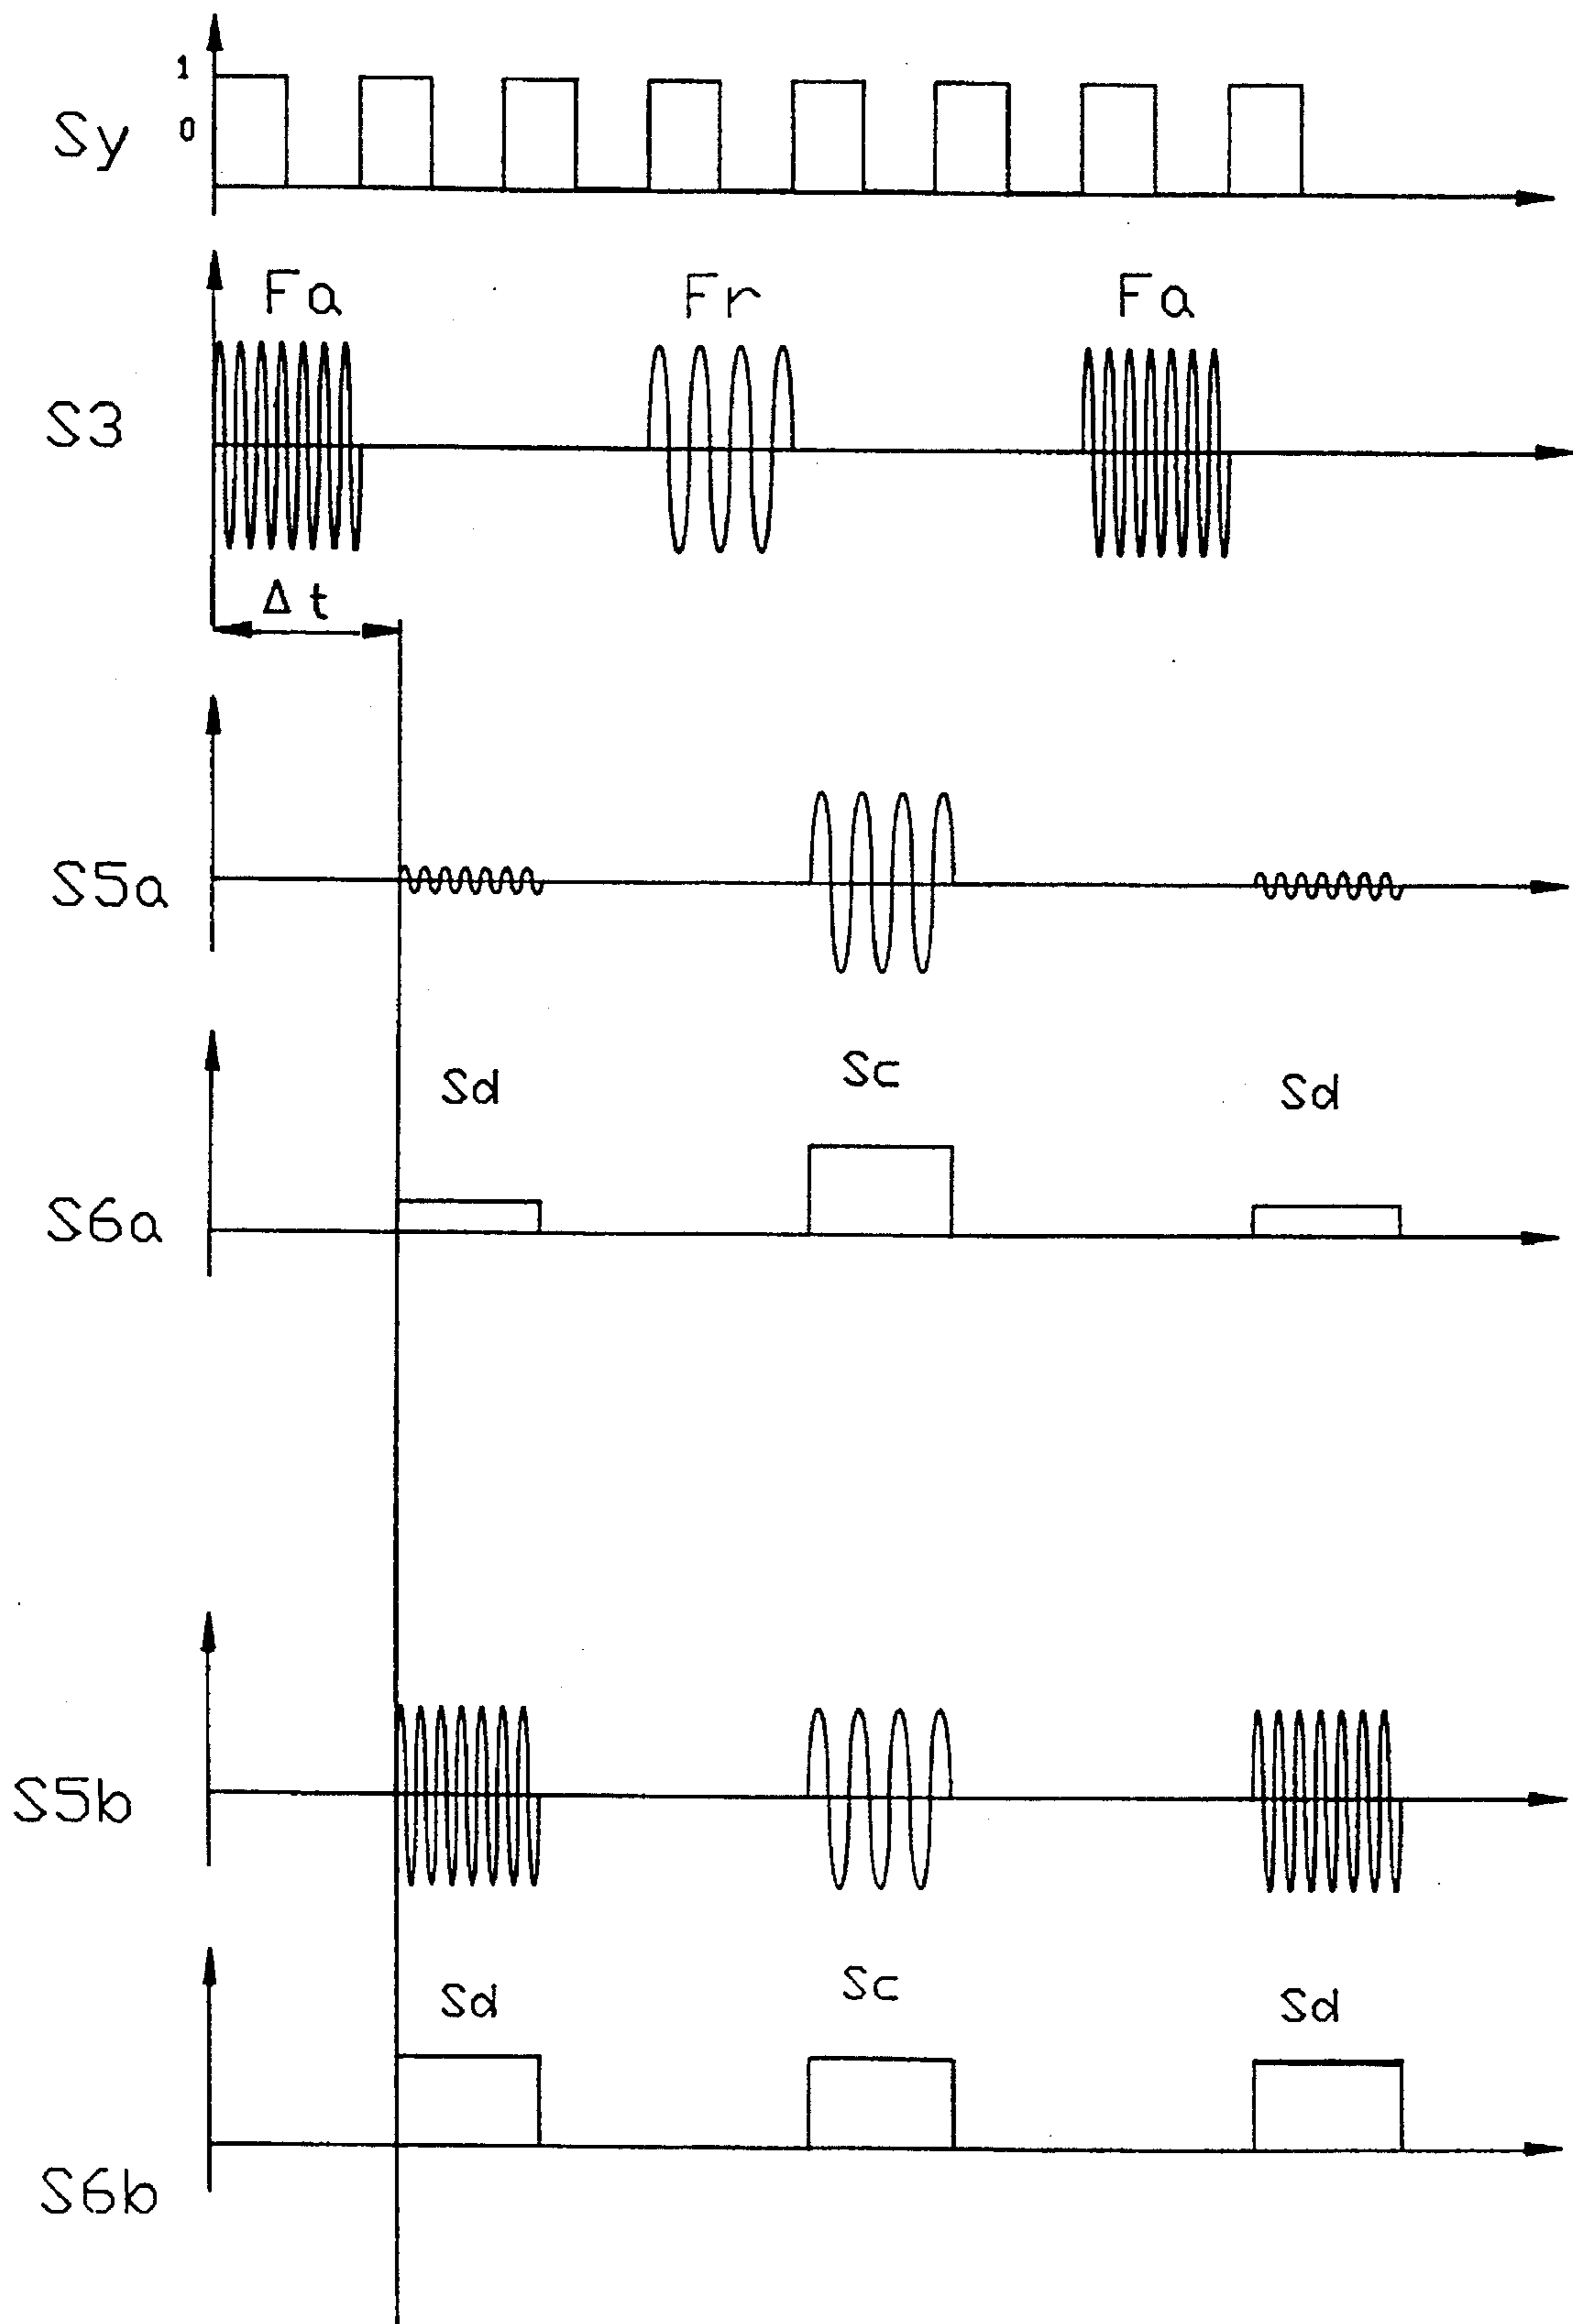 1
0
Sy
Fa Fr Fa
S3
Δt
S5a
Sd Sc Sd
S6a
S5b
Sd Sc Sd
S6b